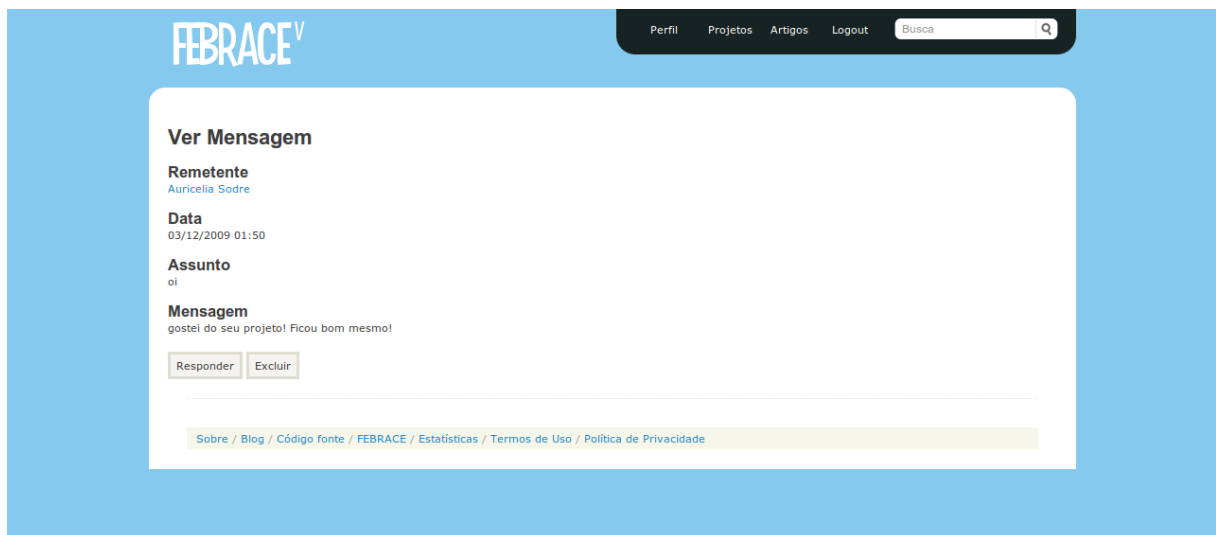 FEBRACE V
Perfil Projetos Artigos Logout Busca
Ver Mensagem
Remetente
Auricelia Sodre
Data
03/12/2009 01:50
Assunto
oi
Mensagem
gostei do seu projeto! Ficou bom mesmo!
Responder Excluir
Sobre / Blog / Código fonte / FEBRACE / Estatísticas / Termos de Uso / Política de Privacidade